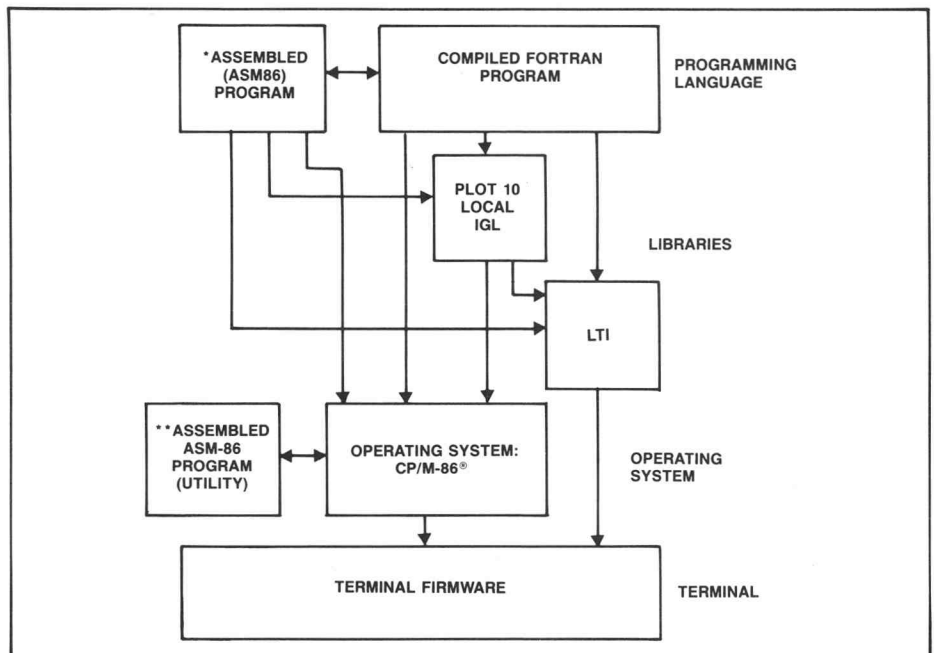 *ASSEMBLED
(ASM86)
PROGRAM
COMPILED FORTRAN
PROGRAM
PROGRAMMING
LANGUAGE
PLOT 10
LOCAL
IGL
LIBRARIES
LTI
**ASSEMBLED
ASM-86
PROGRAM
(UTILITY)
OPERATING SYSTEM:
CP/M-86®
OPERATING
SYSTEM
TERMINAL FIRMWARE
TERMINAL